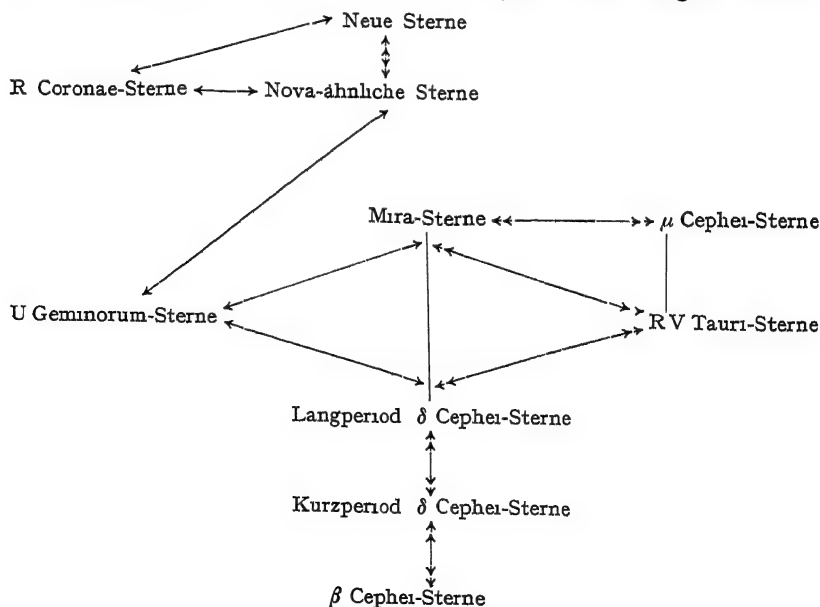 Neue Sterne
R Coronae-Sterne Nova-ähnliche Sterne
Mira-Sterne μ Cephei-Sterne
U Geminorum-Sterne RV Tauri-Sterne
Langperiod δ Cephei-Sterne
Kurzperiod δ Cephei-Sterne
β Cephei-Sterne